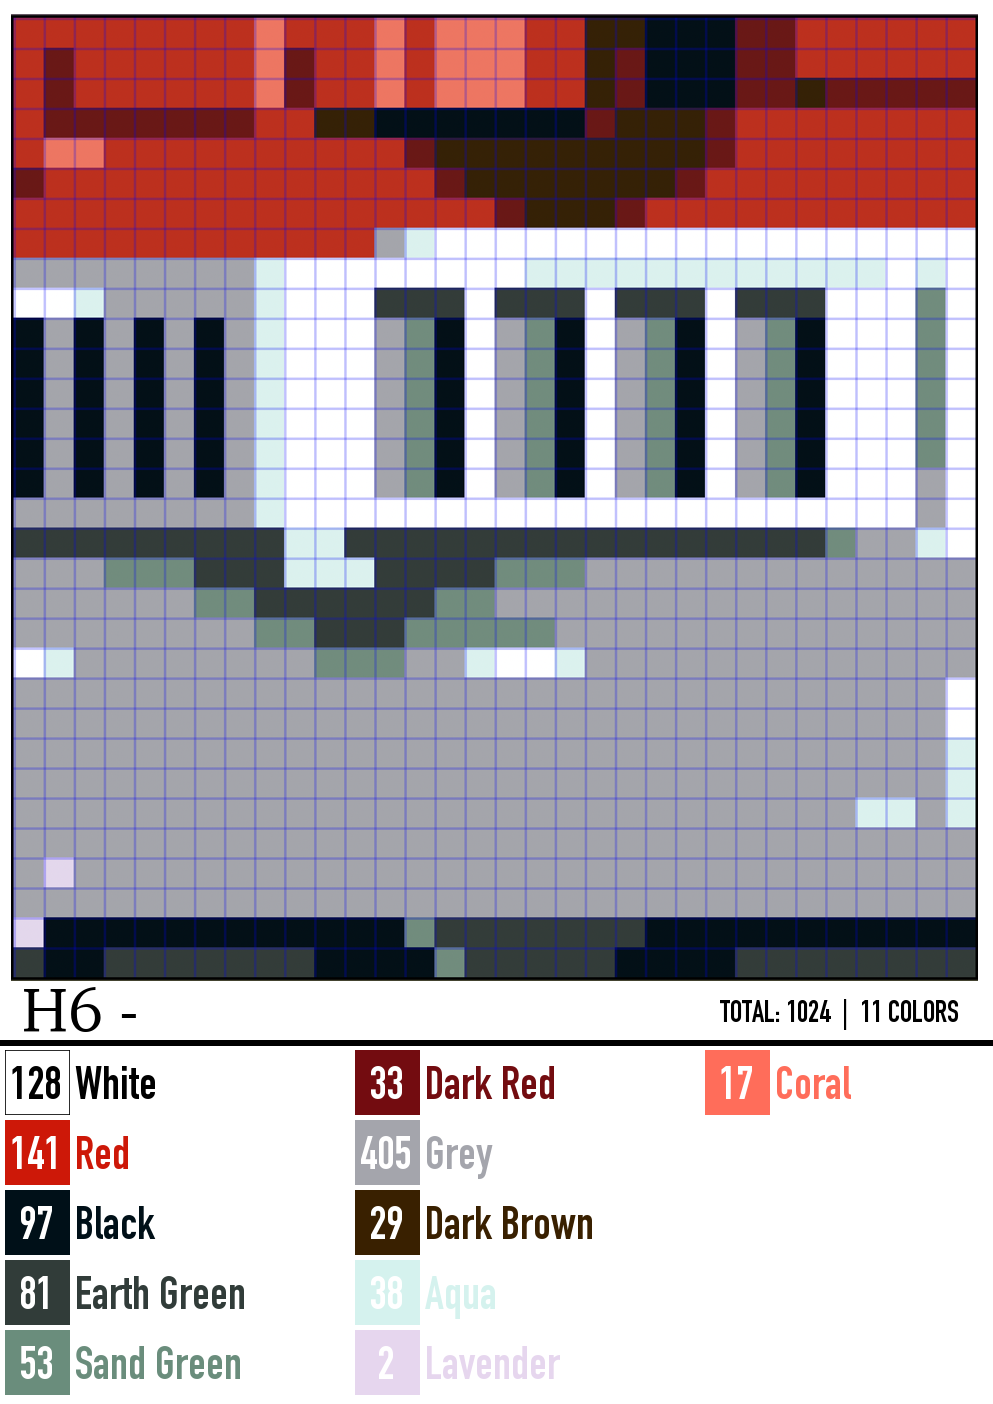 H6 -
TOTAL: 1024 | 11 COLORS
128 White
33 Dark Red
17 Coral
141 Red
405 Grey
97 Black
29 Dark Brown
81 Earth Green
38 Aqua
53 Sand Green
2 Lavender